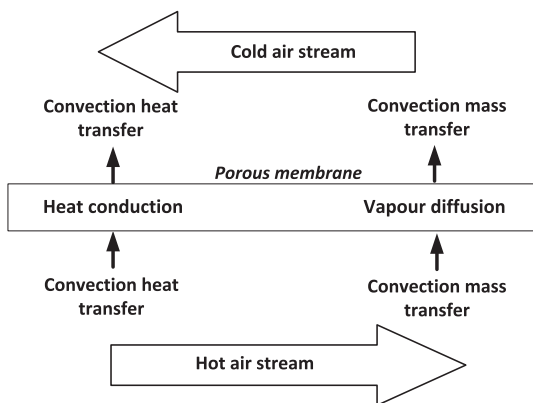 Cold air stream
Convection heat
transfer
Convection mass
transfer
Porous membrane
Heat conduction
Vapour diffusion
Convection heat
transfer
Convection mass
transfer
Hot air stream